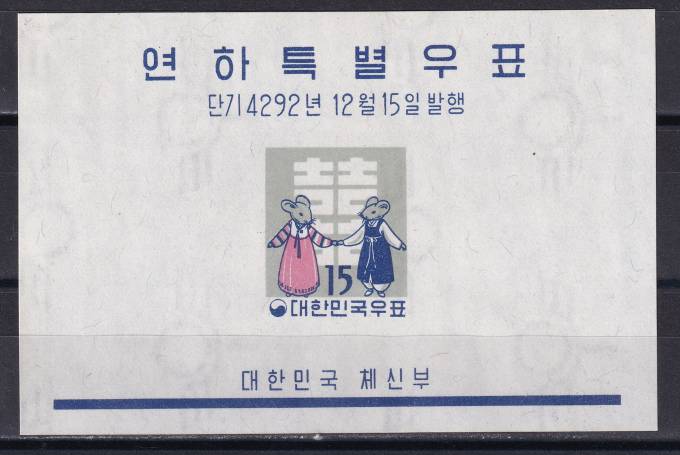 연하특별우표
단기4292년 12월15일발행
囍
15
대한민국우표
대한민국 체신부